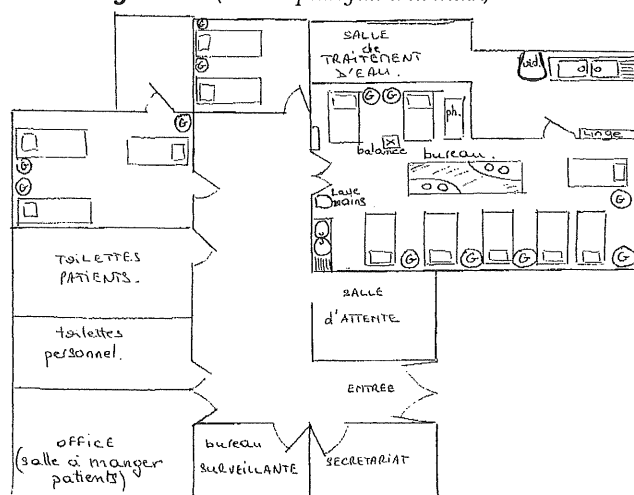 SALLE
de
TRAITEMENT
D'EAU.
vid
ph.
Linge
balance
bureau.
Lave
mains
G
G
G
G
G
G
G
G
G
G
G
G
G
TOILETTES
PATIENTS.
toilettes
personnel.
SALLE
d'ATTENTE
ENTREE
OFFICE
(salle à manger
patients)
bureau
SURVEILLANTE
SECRETARIAT